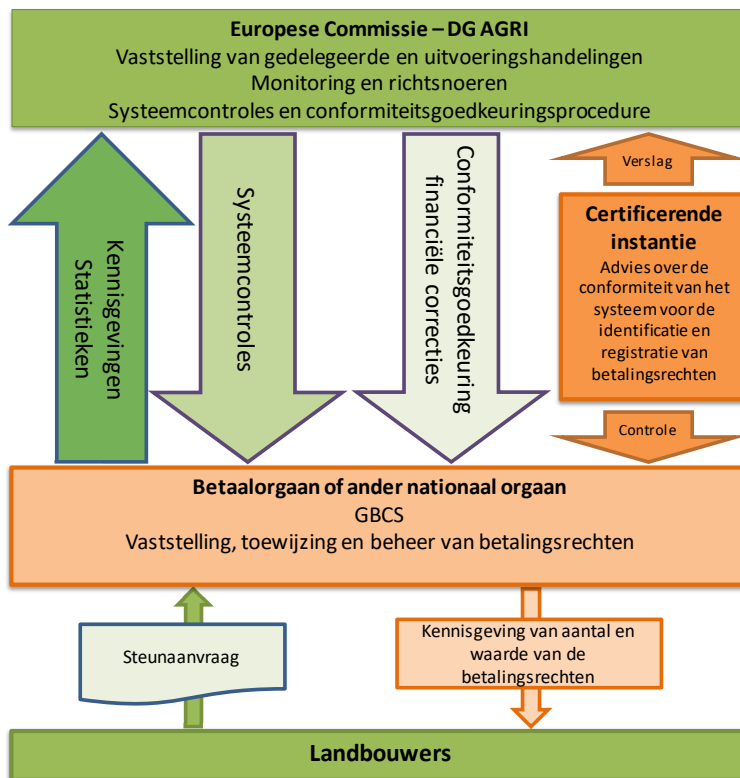 Europese Commissie – DG AGRI
Vaststelling van gedelegeerde en uitvoeringshandelingen
Monitoring en richtsnoeren
Systeemcontroles en conformiteitsgoedkeuringsprocedure
Kennisgevingen
Statistieken
Systeemcontroles
Conformiteitsgoedkeuring
financiële correcties
Verslag
Certificerende
instantie
Advies over de
conformiteit van het
systeem voor de
identificatie en
registratie van
betalingsrechten
Controle
Betaalorgaan of ander nationaal orgaan
GBCS
Vaststelling, toewijzing en beheer van betalingsrechten
Steunaanvraag
Kennisgeving van aantal en
waarde van de
betalingsrechten
Landbouwers